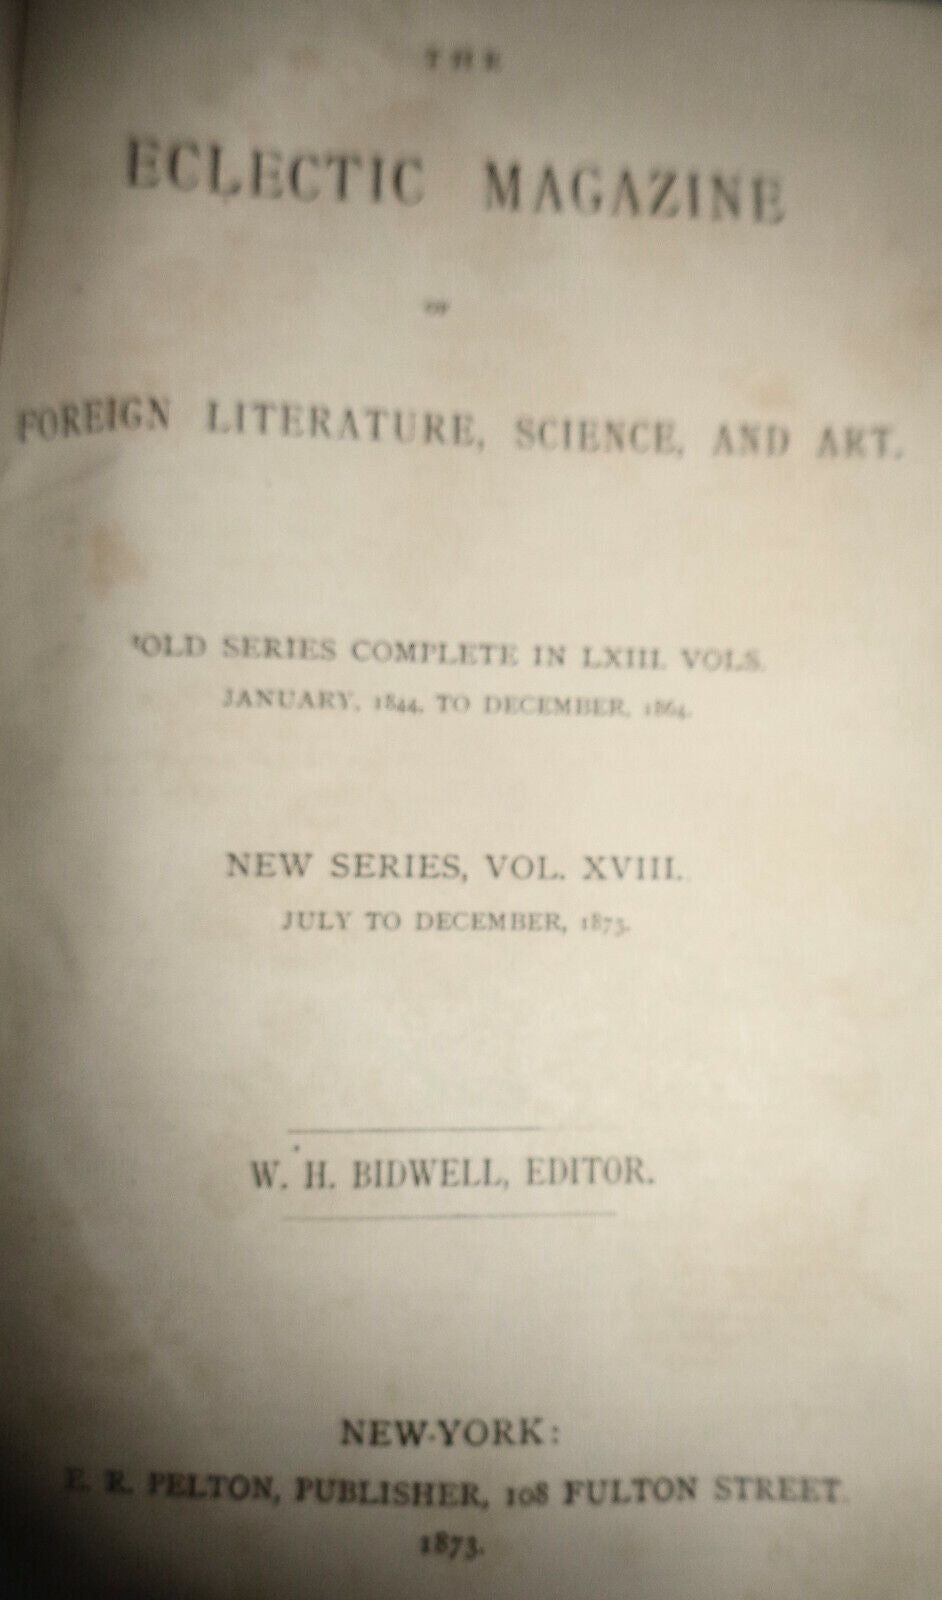 THE
ECLECTIC MAGAZINE
OF
FOREIGN LITERATURE, SCIENCE, AND ART.
OLD SERIES COMPLETE IN LXIII. VOLS.
JANUARY, 1844, TO DECEMBER, 1864.
NEW SERIES, VOL. XVIII.
JULY TO DECEMBER, 1873.
W. H. BIDWELL, EDITOR.
NEW-YORK:
E. R. PELTON, PUBLISHER, 108 FULTON STREET.
1873.